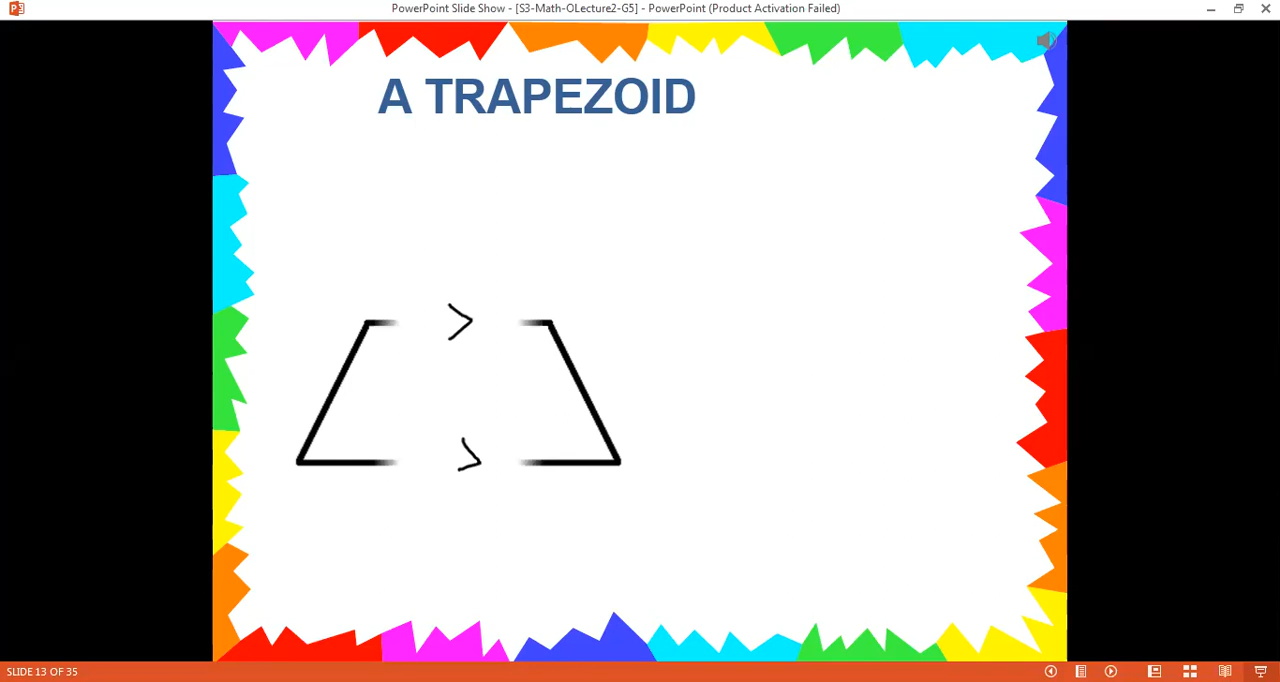 PowerPoint Slide Show - [S3-Math-OLecture2-G5] - PowerPoint (Product Activation Failed)
A TRAPEZOID
SLIDE 13 OF 35